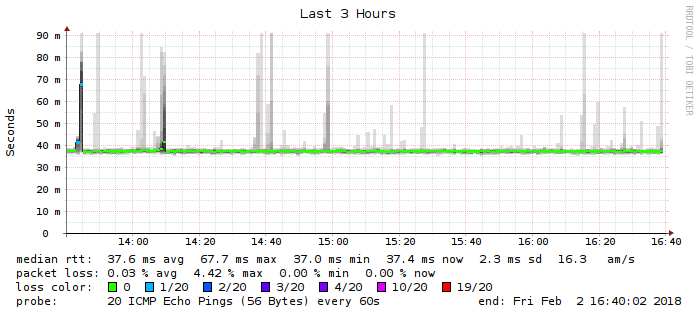 Last 3 Hours
RRDTOOL / TOBI OETIKER
Seconds
90 m
80 m
70 m
60 m
50 m
40 m
30 m
20 m
10 m
0
14:00 14:20 14:40 15:00 15:20 15:40 16:00 16:20 16:40
median rtt: 37.6 ms avg 67.7 ms max 37.0 ms min 37.4 ms now 2.3 ms sd 16.3 am/s
packet loss: 0.03 % avg 4.42 % max 0.00 % min 0.00 % now
loss color: 0 1/20 2/20 3/20 4/20 10/20 19/20
probe: 20 ICMP Echo Pings (56 Bytes) every 60s end: Fri Feb 2 16:40:02 2018